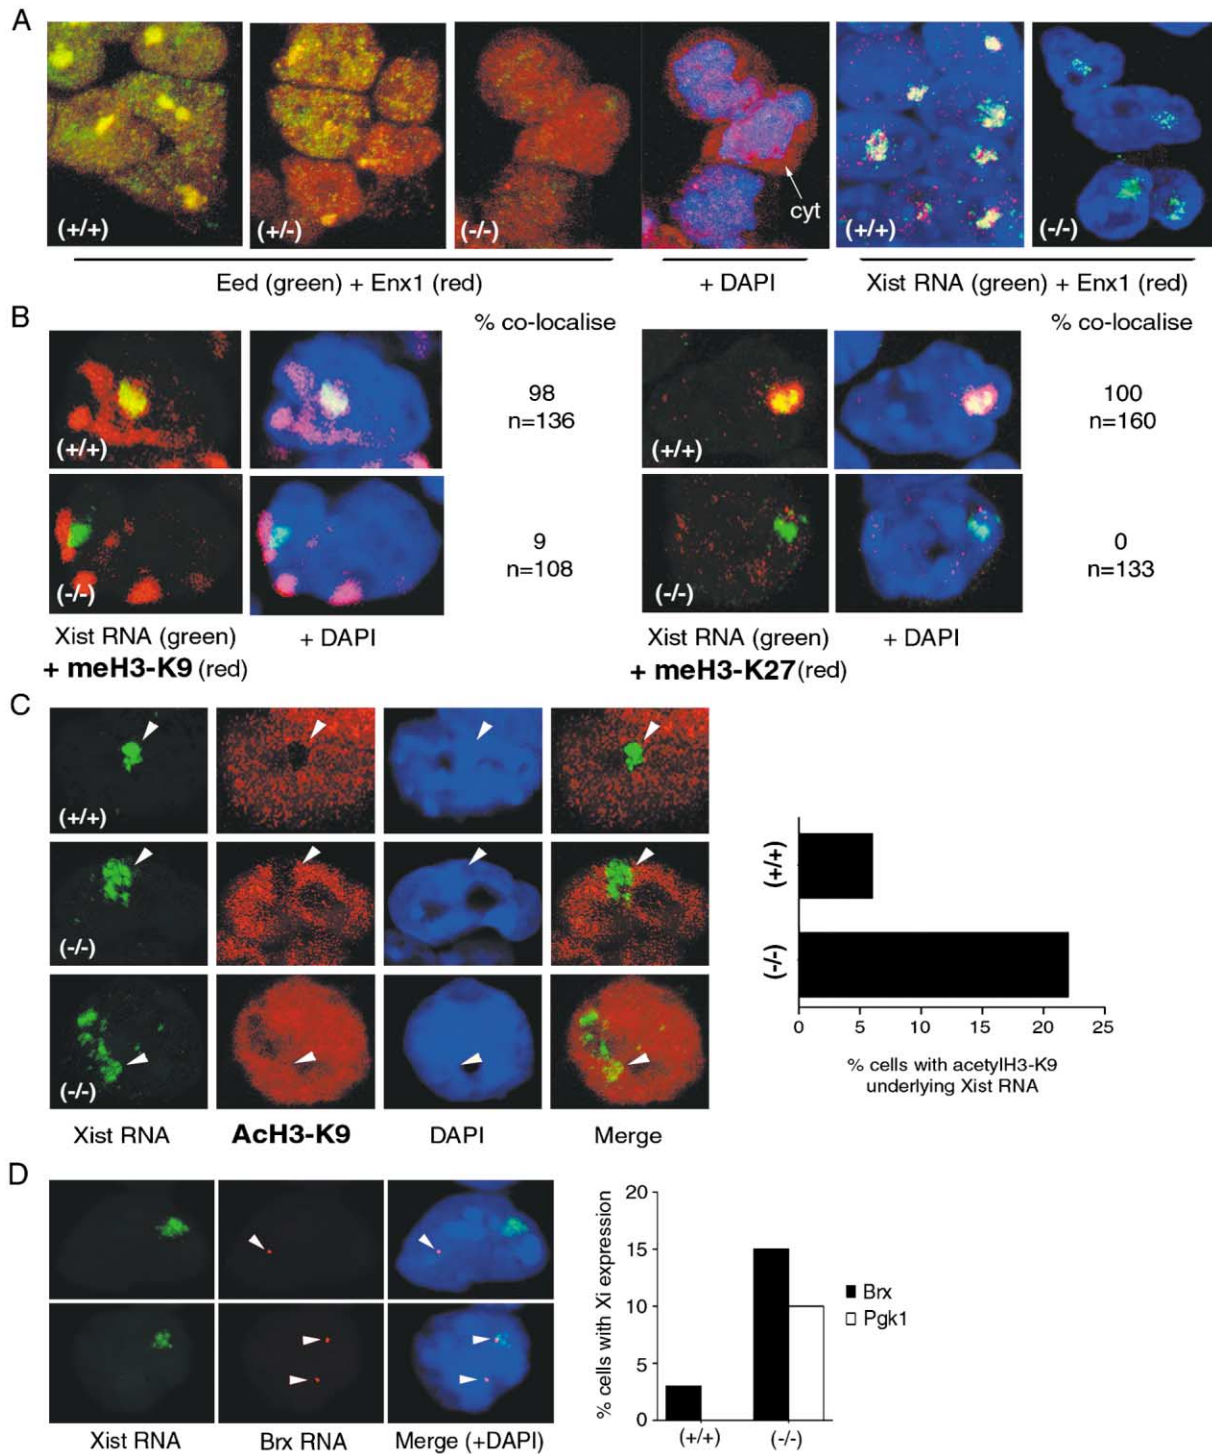 A
(+/+)
(+/-)
(-/-)
cyt
(+/+)
(-/-)
Eed (green) + Enx1 (red)
+ DAPI
Xist RNA (green) + Enx1 (red)
B
% co-localise
% co-localise
(+/+)
98
n=136
(+/+)
100
n=160
(-/-)
9
n=108
(-/-)
0
n=133
Xist RNA (green)
+ meH3-K9 (red)
+ DAPI
Xist RNA (green)
+ meH3-K27 (red)
+ DAPI
C
(+/+)
(-/-)
(-/-)
Xist RNA
AcH3-K9
DAPI
Merge
(+/+)
(-/-)
0 5 10 15 20 25
% cells with acetylH3-K9
underlying Xist RNA
D
Xist RNA
Brx RNA
Merge (+DAPI)
% cells with Xi expression
20
15
10
5
0
(+/+)
(-/-)
Brx
Pgk1